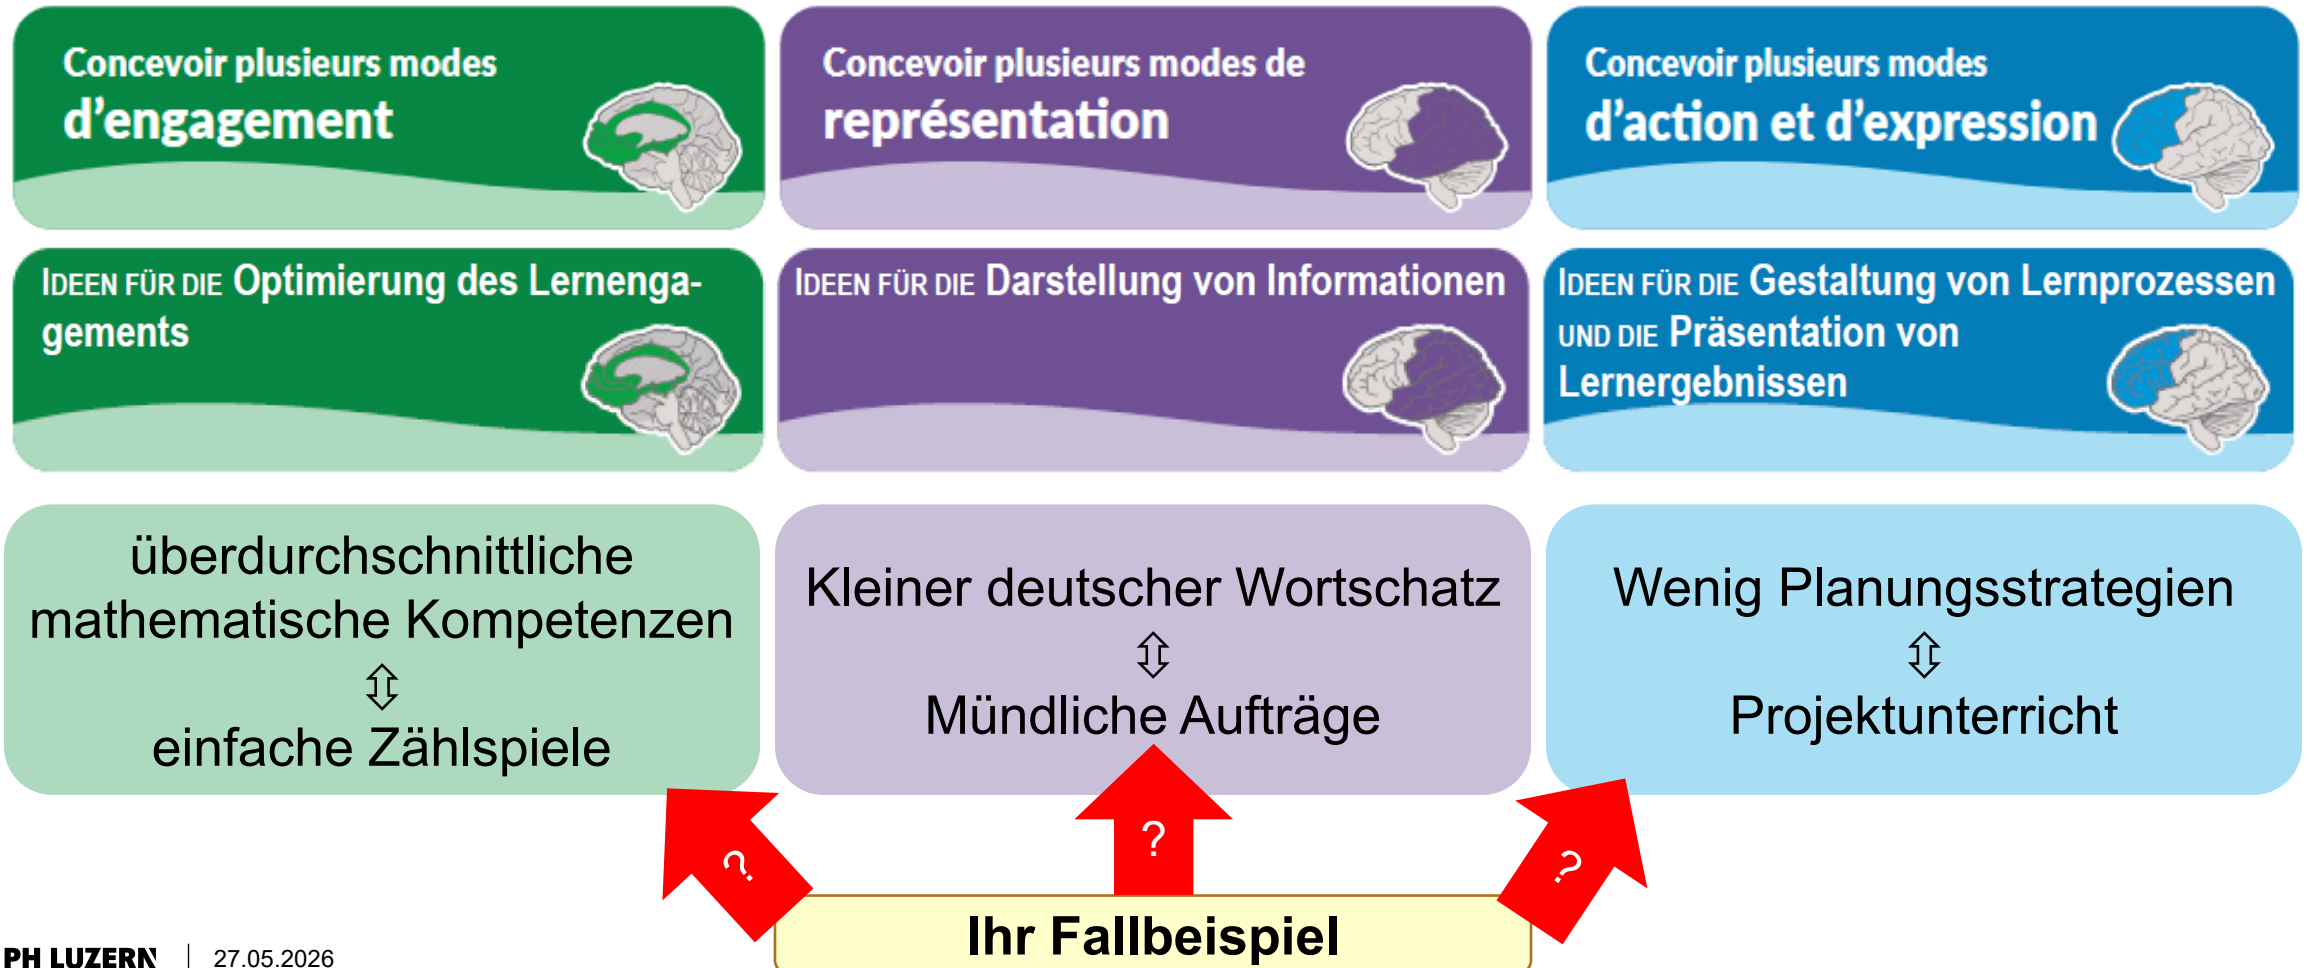 Concevoir plusieurs modes
d’engagement
Concevoir plusieurs modes de
représentation
Concevoir plusieurs modes
d’action et d’expression
IDEEN FÜR DIE Optimierung des Lernenga-
gements
IDEEN FÜR DIE Darstellung von Informationen
IDEEN FÜR DIE Gestaltung von Lernprozessen
UND DIE Präsentation von
Lernergebnissen
überdurchschnittliche
mathematische Kompetenzen
⇕
einfache Zählspiele
Kleiner deutscher Wortschatz
⇕
Mündliche Aufträge
Wenig Planungsstrategien
⇕
Projektunterricht
?
?
?
Ihr Fallbeispiel
PH LUZERN | 27.05.2026